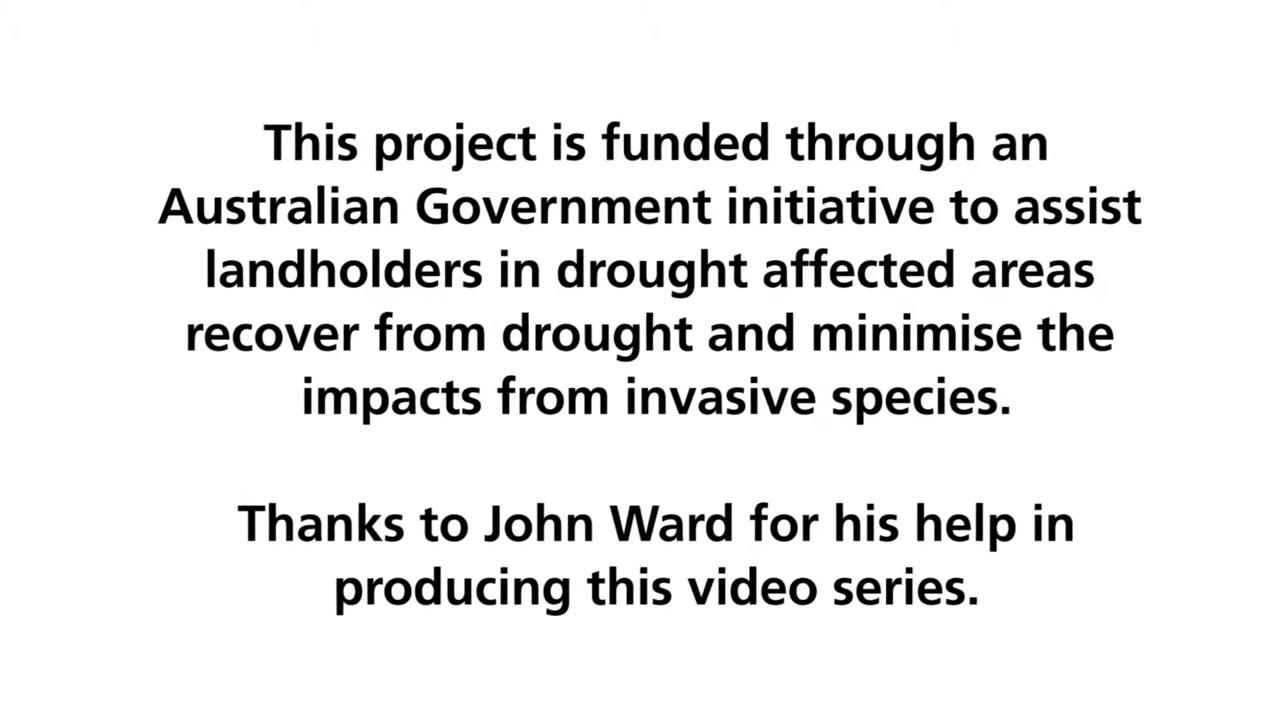 This project is funded through an
Australian Government initiative to assist
landholders in drought affected areas
recover from drought and minimise the
impacts from invasive species.
Thanks to John Ward for his help in
producing this video series.